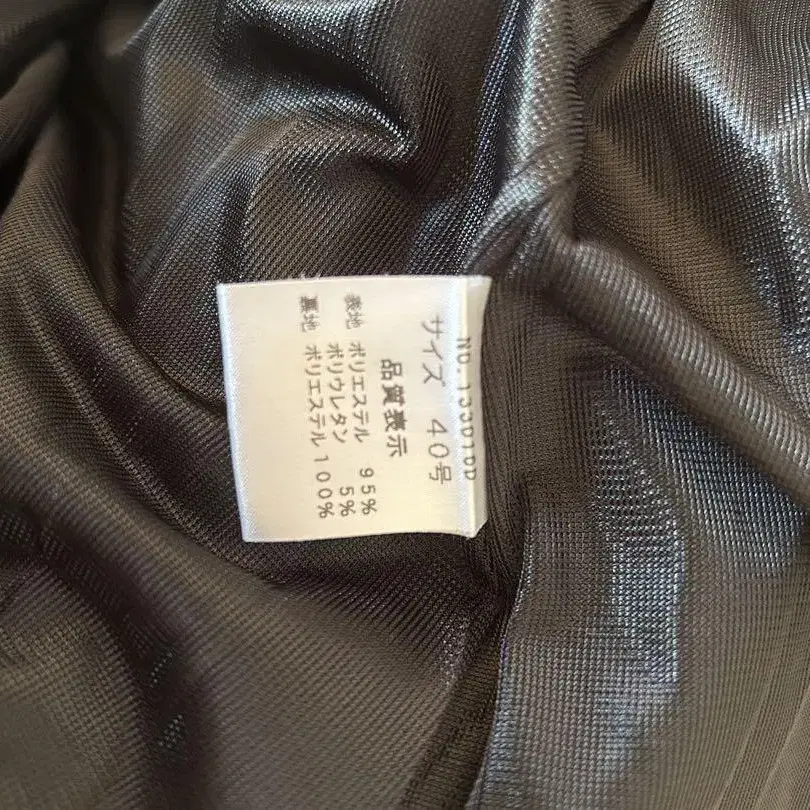 サイズ 40号
品質表示
表地 ポリエステル 95%
ポリウレタン 5%
裏地 ポリエステル 100%